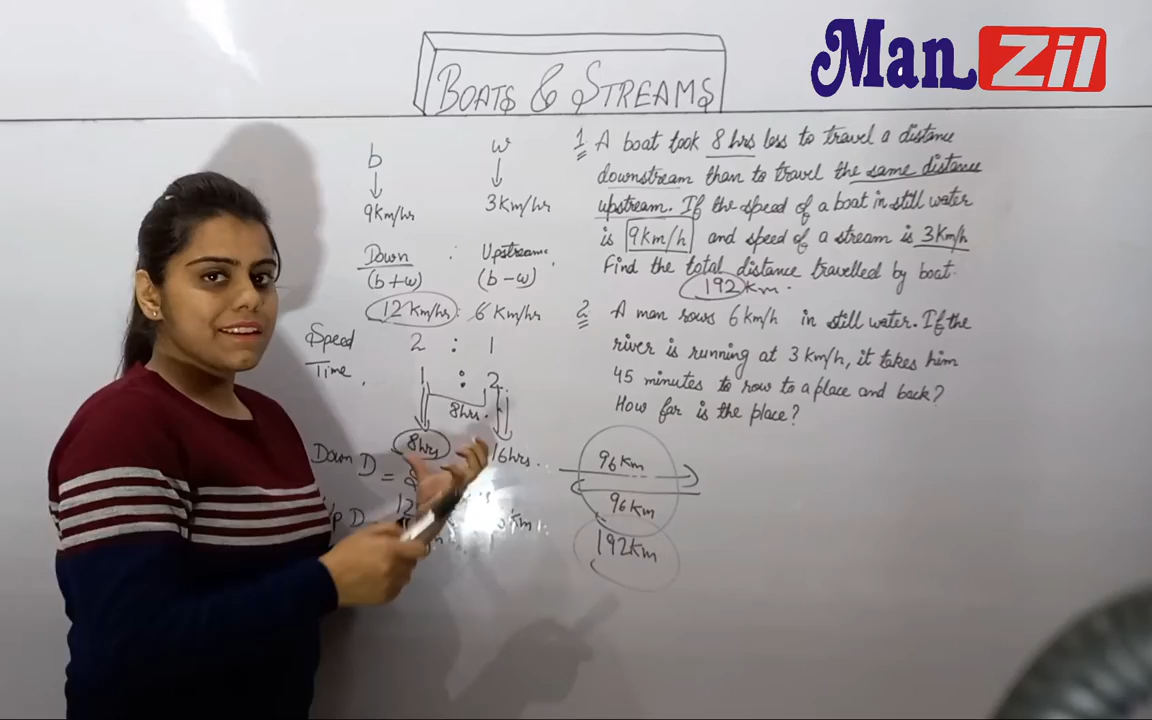 Man Zil
BOATS & STREAMS
b w
9Km/hr 3Km/hr
Down : Upstream
(b+w) (b-w)
12 Km/hr : 6 Km/hr
Speed 2 : 1
Time 1 : 2
8hrs.
8hrs 16hrs.
Down D =
1 A boat took 8 hrs less to travel a distance
downstream than to travel the same distance
upstream. If the speed of a boat in still water
is 9km/h and speed of a stream is 3Km/h
Find the total distance travelled by boat.
192 Km.
2 A man rows 6 km/h in still water. If the
river is running at 3 km/h, it takes him
45 minutes to row to a place and back?
How far is the place?
96 Km
96 Km
192Km